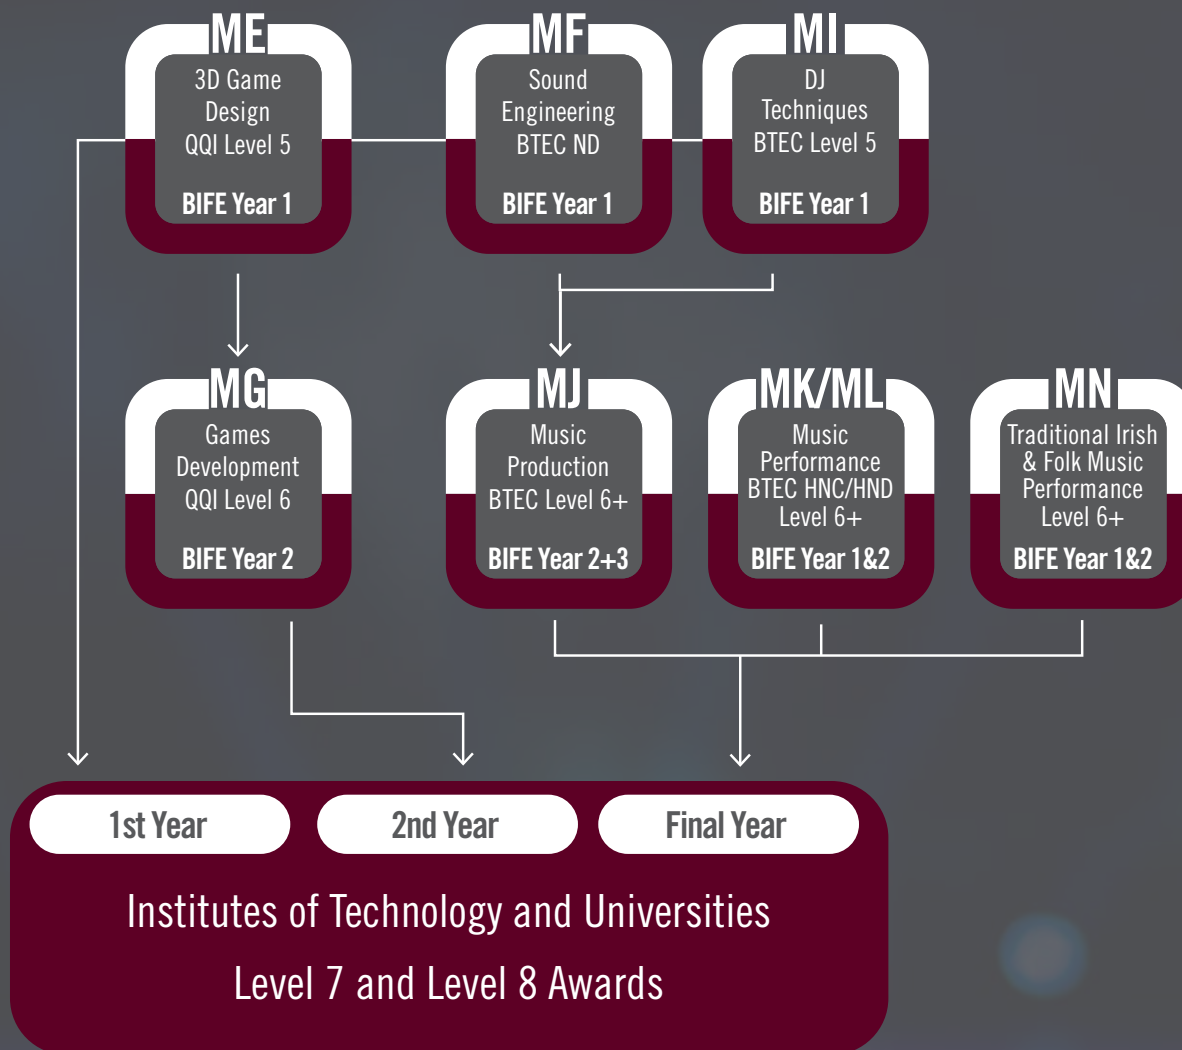 ME
3D Game
Design
QQI Level 5
BIFE Year 1
MF
Sound
Engineering
BTEC ND
BIFE Year 1
MI
DJ
Techniques
BTEC Level 5
BIFE Year 1
MG
Games
Development
QQI Level 6
BIFE Year 2
MJ
Music
Production
BTEC Level 6+
BIFE Year 2+3
MK/ML
Music
Performance
BTEC HNC/HND
Level 6+
BIFE Year 1&2
MN
Traditional Irish
& Folk Music
Performance
Level 6+
BIFE Year 1&2
1st Year
2nd Year
Final Year
Institutes of Technology and Universities
Level 7 and Level 8 Awards